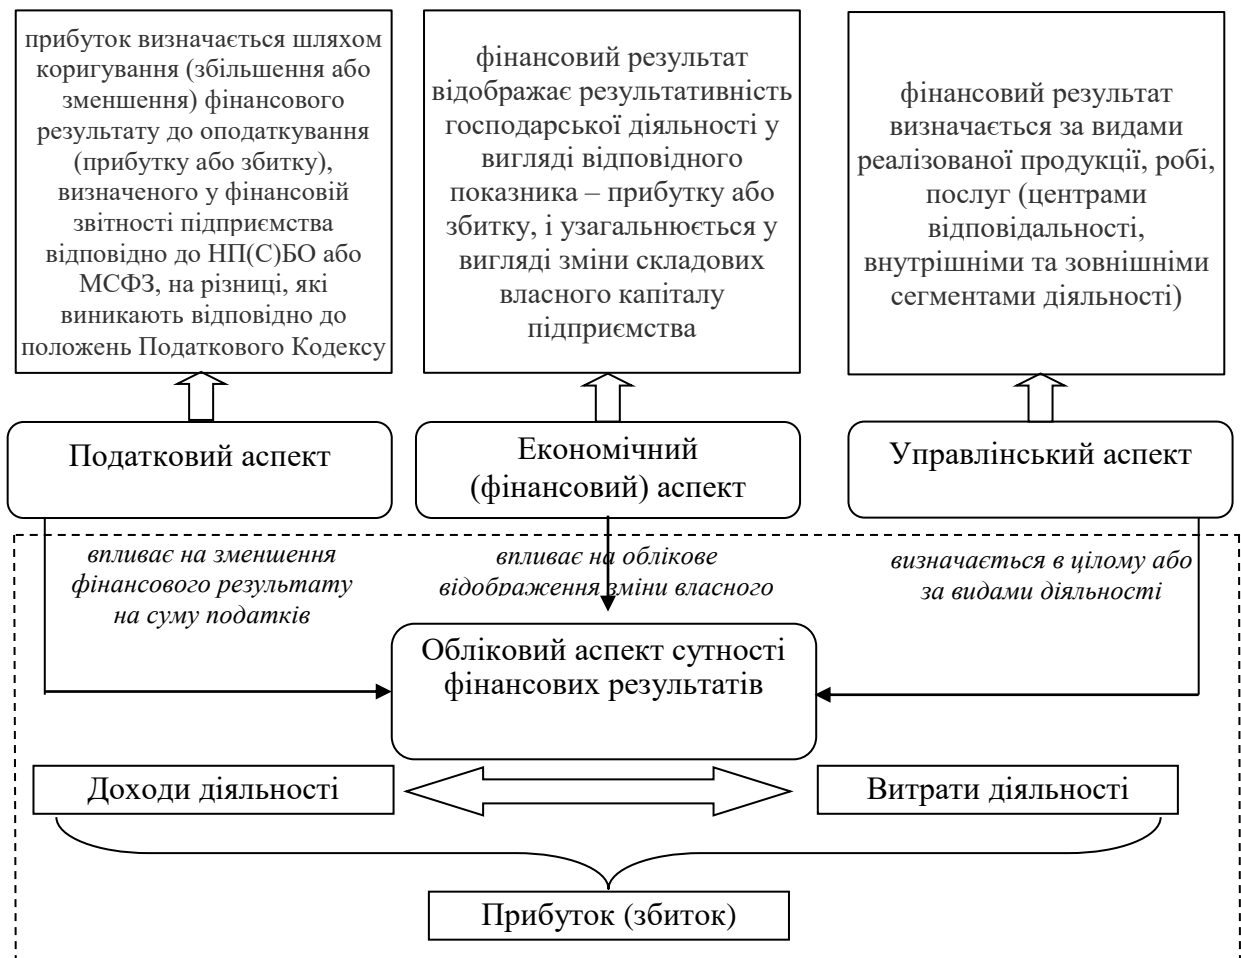 прибуток визначається шляхом
коригування (збільшення або
зменшення) фінансового
результату до оподаткування
(прибутку або збитку),
визначеного у фінансовій
звітності підприємства
відповідно до НП(С)БО або
МСФЗ, на різниці, які
виникають відповідно до
положень Податкового Кодексу
фінансовий результат
відображає результативність
господарської діяльності у
вигляді відповідного
показника – прибутку або
збитку, і узагальнюється у
вигляді зміни складових
власного капіталу
підприємства
фінансовий результат
визначається за видами
реалізованої продукції, робі,
послуг (центрами
відповідальності,
внутрішніми та зовнішніми
сегментами діяльності)
Податковий аспект
Економічний
(фінансовий) аспект
Управлінський аспект
впливає на зменшення
фінансового результату
на суму податків
впливає на облікове
відображення зміни власного
визначається в цілому або
за видами діяльності
Обліковий аспект сутності
фінансових результатів
Доходи діяльності
Витрати діяльності
Прибуток (збиток)